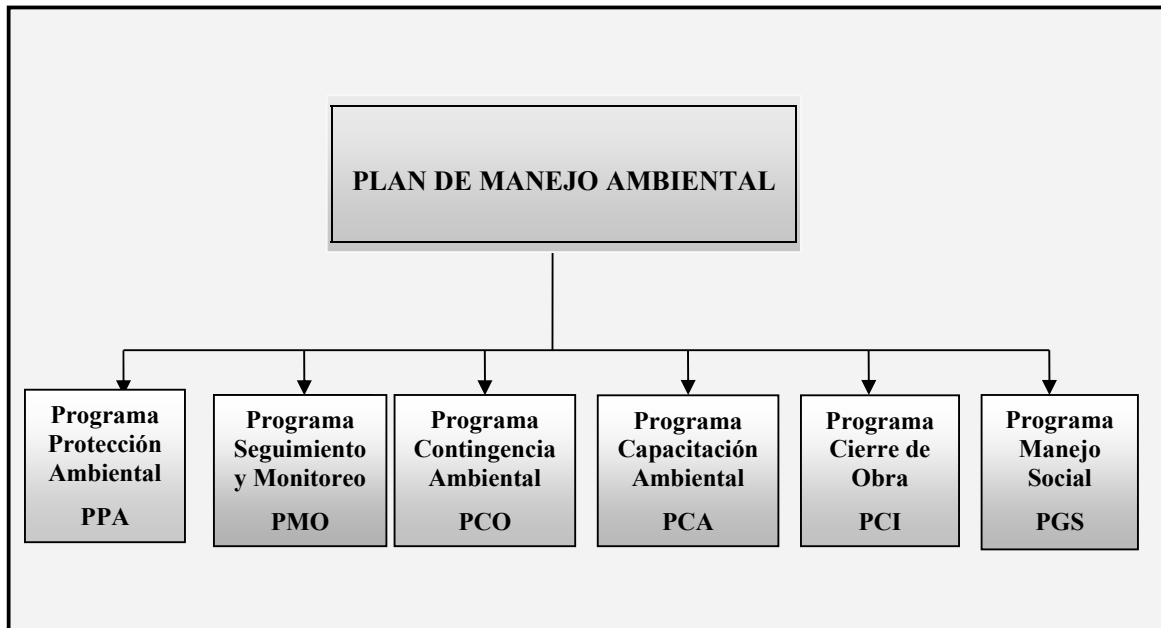 PLAN DE MANEJO AMBIENTAL
Programa
Protección
Ambiental
PPA
Programa
Seguimiento
y Monitoreo
PMO
Programa
Contingencia
Ambiental
PCO
Programa
Capacitación
Ambiental
PCA
Programa
Cierre de
Obra
PCI
Programa
Manejo
Social
PGS